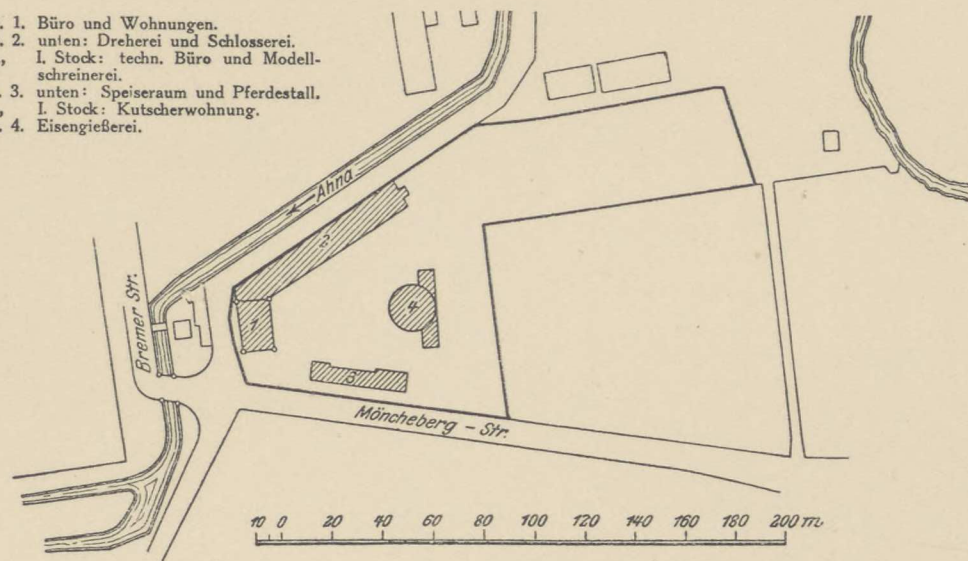 . 1. Büro und Wohnungen.
. 2. unten: Dreherei und Schlosserei.
, I. Stock: techn. Büro und Modell-
schreinerei.
. 3. unten: Speiseraum und Pferdestall.
, I. Stock: Kutscherwohnung.
. 4. Eisengießerei.
Ahna
2
Bremer Str.
1
4
3
Möncheberg - Str.
10 0 20 40 60 80 100 120 140 160 180 200 m.